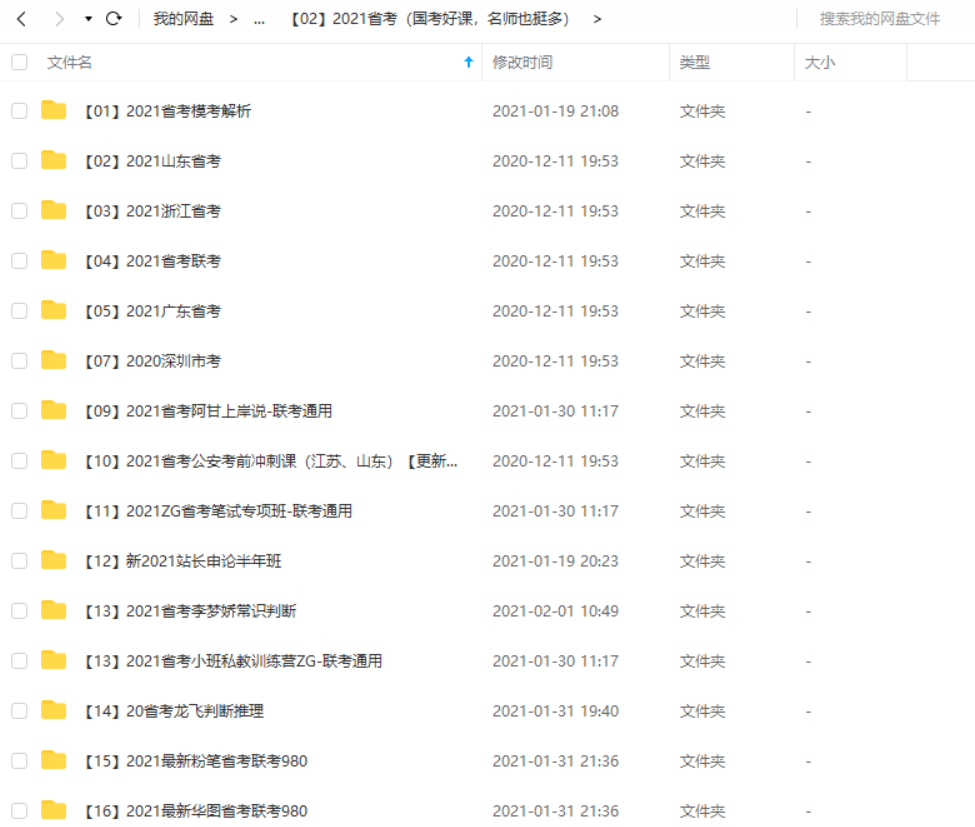 我的网盘 > ... 【02】2021省考（国考好课，名师也挺多） > 搜索我的网盘文件
文件名 修改时间 类型 大小
【01】2021省考模考解析 2021-01-19 21:08 文件夹 -
【02】2021山东省考 2020-12-11 19:53 文件夹 -
【03】2021浙江省考 2020-12-11 19:53 文件夹 -
【04】2021省考联考 2020-12-11 19:53 文件夹 -
【05】2021广东省考 2020-12-11 19:53 文件夹 -
【07】2020深圳市考 2020-12-11 19:53 文件夹 -
【09】2021省考阿甘上岸说-联考通用 2021-01-30 11:17 文件夹 -
【10】2021省考公安考前冲刺课（江苏、山东）【更新... 2020-12-11 19:53 文件夹 -
【11】2021ZG省考笔试专项班-联考通用 2021-01-30 11:17 文件夹 -
【12】新2021站长申论半年班 2021-01-19 20:23 文件夹 -
【13】2021省考李梦娇常识判断 2021-02-01 10:49 文件夹 -
【13】2021省考小班私教训练营ZG-联考通用 2021-01-30 11:17 文件夹 -
【14】20省考龙飞判断推理 2021-01-31 19:40 文件夹 -
【15】2021最新粉笔省考联考980 2021-01-31 21:36 文件夹 -
【16】2021最新华图省考联考980 2021-01-31 21:36 文件夹 -